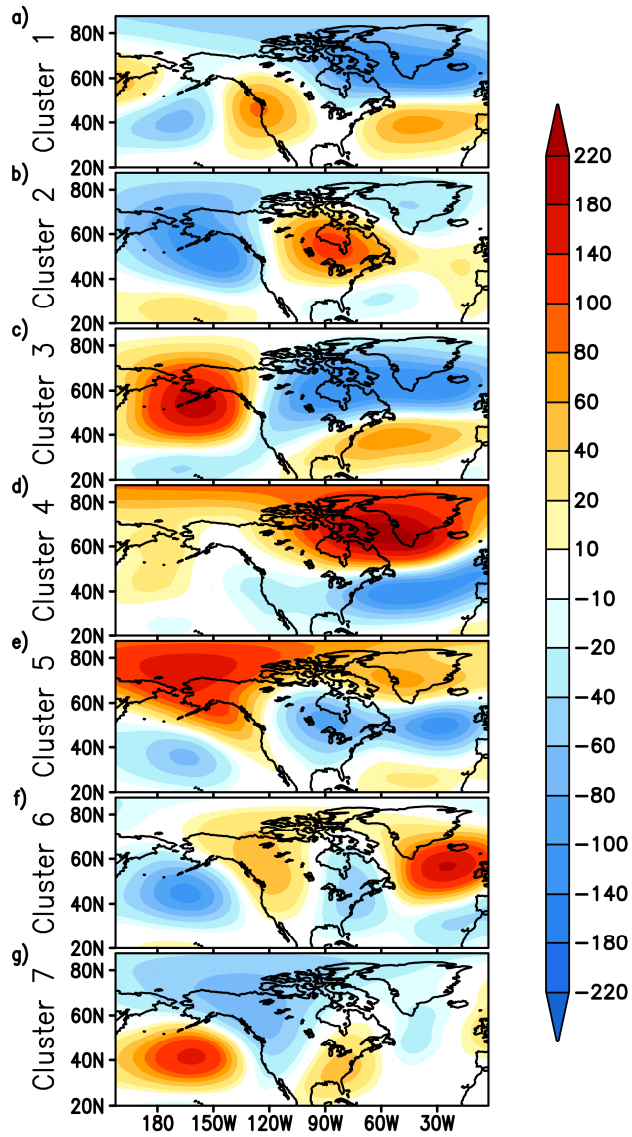 a)
Cluster 1
80N
60N
40N
20N
b)
Cluster 2
80N
60N
40N
20N
c)
Cluster 3
80N
60N
40N
20N
d)
Cluster 4
80N
60N
40N
20N
e)
Cluster 5
80N
60N
40N
20N
f)
Cluster 6
80N
60N
40N
20N
g)
Cluster 7
80N
60N
40N
20N
180 150W 120W 90W 60W 30W
220
180
140
100
80
40
20
10
−10
−20
−40
−60
−80
−100
−140
−180
−220